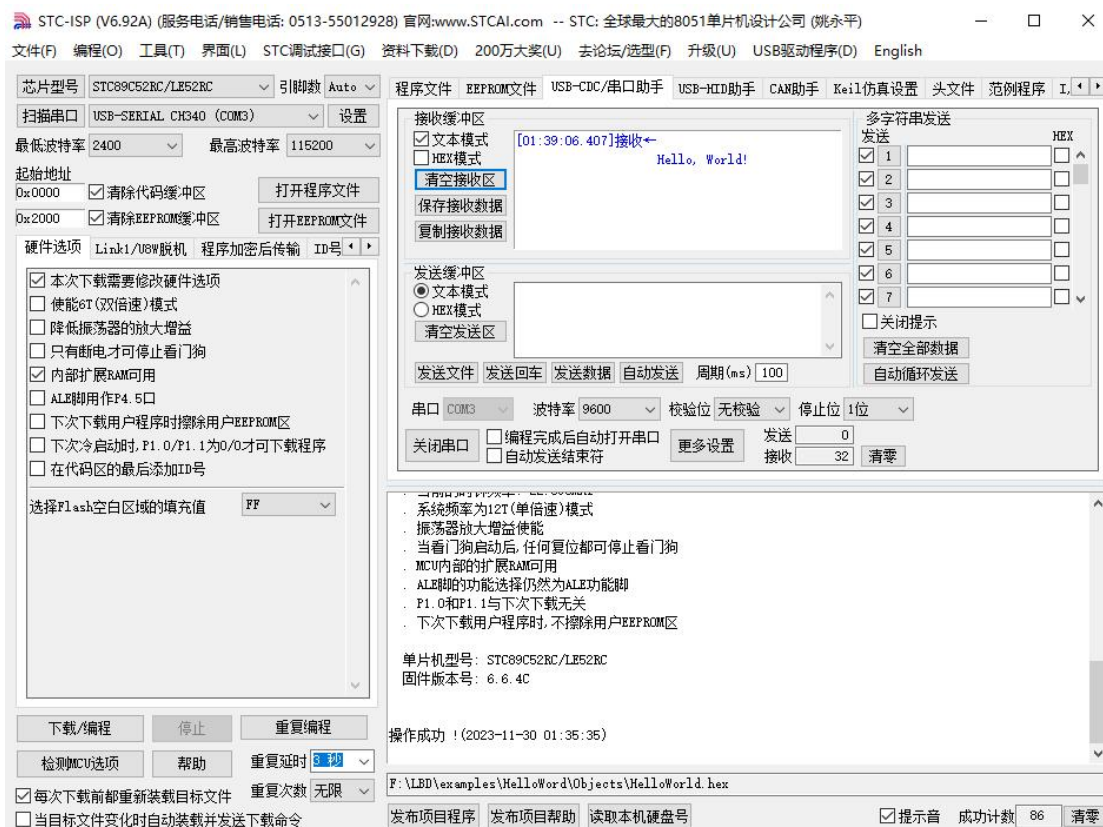 STC-ISP (V6.92A) (服务电话/销售电话: 0513-55012928) 官网:www.STCAI.com -- STC: 全球最大的8051单片机设计公司 (姚永平)
文件(F) 编程(O) 工具(T) 界面(L) STC调试接口(G) 资料下载(D) 200万大奖(U) 去论坛/选型(F) 升级(U) USB驱动程序(D) English
芯片型号 STC89C52RC/LE52RC 引脚数 Auto
扫描串口 USB-SERIAL CH340 (COM3) 设置
最低波特率 2400 最高波特率 115200
起始地址
0x0000 清除代码缓冲区 打开程序文件
0x2000 清除EEPROM缓冲区 打开EEPROM文件
硬件选项 Link1/U8W脱机 程序加密后传输 ID号
本次下载需要修改硬件选项
使能6T(双倍速)模式
降低振荡器的放大增益
只有断电才可停止看门狗
内部扩展RAM可用
ALE脚用作P4.5口
下次下载用户程序时擦除用户EEPROM区
下次冷启动时,P1.0/P1.1为0/0才可下载程序
在代码区的最后添加ID号
选择Flash空白区域的填充值 FF
下载/编程 停止 重复编程
检测MCU选项 帮助 重复延时 3 秒
每次下载前都重新装载目标文件 重复次数 无限
当目标文件变化时自动装载并发送下载命令
程序文件 EEPROM文件 USB-CDC/串口助手 USB-HID助手 CAN助手 Keil仿真设置 头文件 范例程序 I,
接收缓冲区
文本模式
HEX模式
清空接收区
保存接收数据
复制接收数据
[01:39:06.407]接收←
Hello, World!
发送缓冲区
文本模式
HEX模式
清空发送区
发送文件 发送回车 发送数据 自动发送 周期(ms) 100
多字符串发送
发送 HEX
1
2
3
4
5
6
7
关闭提示
清空全部数据
自动循环发送
串口 COM3 波特率 9600 校验位 无校验 停止位 1位
关闭串口 编程完成后自动打开串口 更多设置 发送 0
自动发送结束符 接收 32 清零
. 系统频率为12T(单倍速)模式
. 振荡器放大增益使能
. 当看门狗启动后,任何复位都可停止看门狗
. MCU内部的扩展RAM可用
. ALE脚的功能选择仍然为ALE功能脚
. P1.0和P1.1与下次下载无关
. 下次下载用户程序时,不擦除用户EEPROM区
单片机型号: STC89C52RC/LE52RC
固件版本号: 6.6.4C
操作成功 !(2023-11-30 01:35:35)
F:\LBD\examples\HelloWord\Objects\HelloWorld.hex
发布项目程序 发布项目帮助 读取本机硬盘号 提示音 成功计数 86 清零